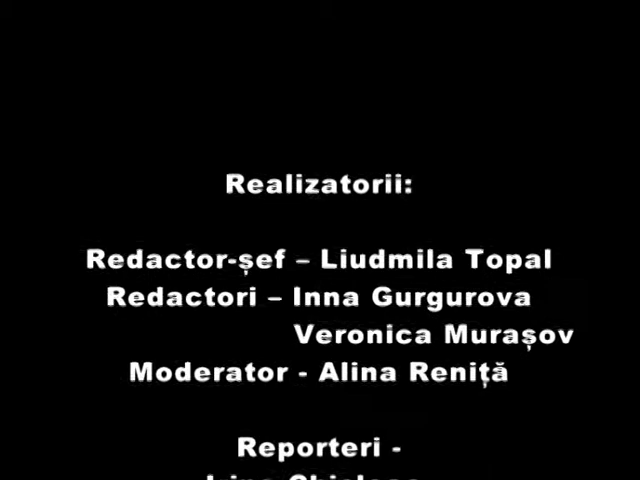 Realizatorii:
Redactor-șef – Liudmila Topal
Redactori – Inna Gurgurova
Veronica Murașov
Moderator - Alina Reniță
Reporteri -